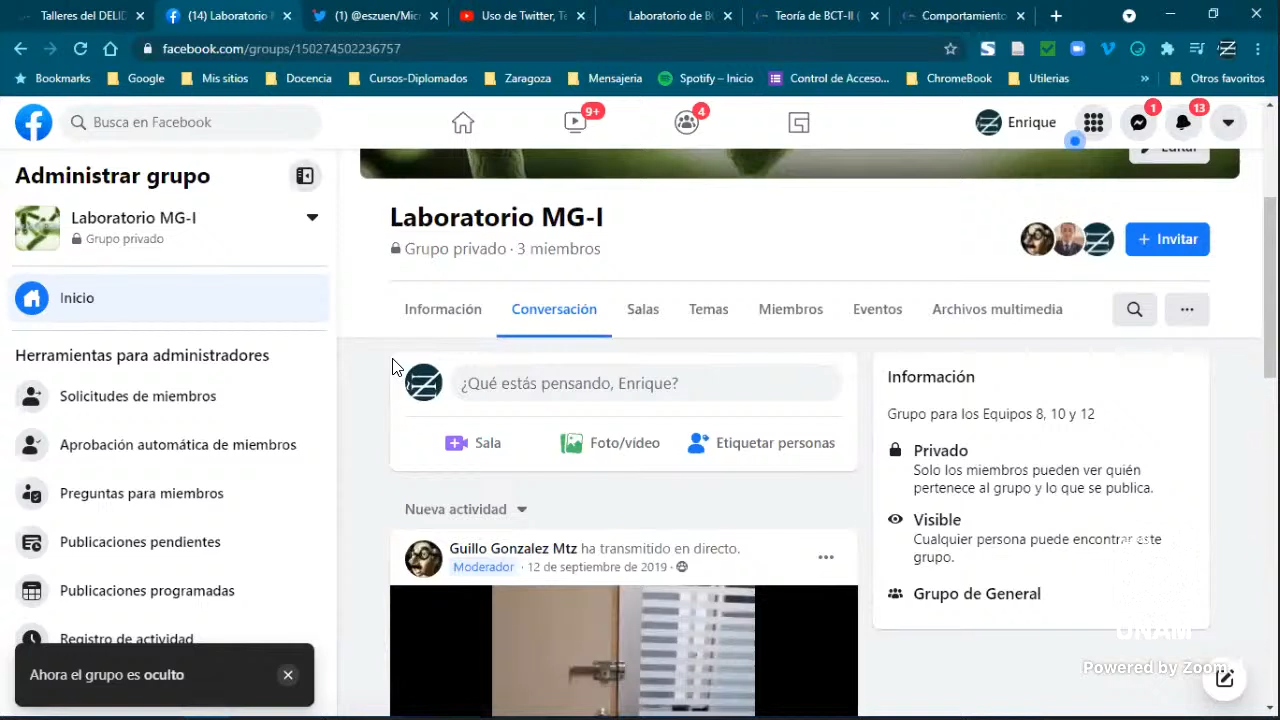 Talleres del DELID
(14) Laboratorio
(1) @eszuen/Mic
Uso de Twitter, Te
Laboratorio de BC
Teoría de BCT-II (
Comportamiento
facebook.com/groups/150274502236757
Bookmarks
Google
Mis sitios
Docencia
Cursos-Diplomados
Zaragoza
Mensajeria
Spotify – Inicio
Control de Acceso...
ChromeBook
Utilerias
»
Otros favoritos
Busca en Facebook
9+
4
Enrique
1
13
Administrar grupo
Laboratorio MG-I
Grupo privado
Inicio
Herramientas para administradores
Solicitudes de miembros
Aprobación automática de miembros
Preguntas para miembros
Publicaciones pendientes
Publicaciones programadas
Registro de actividad
Ahora el grupo es oculto
Editar
Laboratorio MG-I
Grupo privado · 3 miembros
+ Invitar
Información
Conversación
Salas
Temas
Miembros
Eventos
Archivos multimedia
¿Qué estás pensando, Enrique?
Sala
Foto/vídeo
Etiquetar personas
Nueva actividad
Guillo Gonzalez Mtz ha transmitido en directo.
Moderador · 12 de septiembre de 2019 ·
Información
Grupo para los Equipos 8, 10 y 12
Privado
Solo los miembros pueden ver quién
pertenece al grupo y lo que se publica.
Visible
Cualquier persona puede encontrar este
grupo.
Grupo de General
UNAM
Powered by Zoom